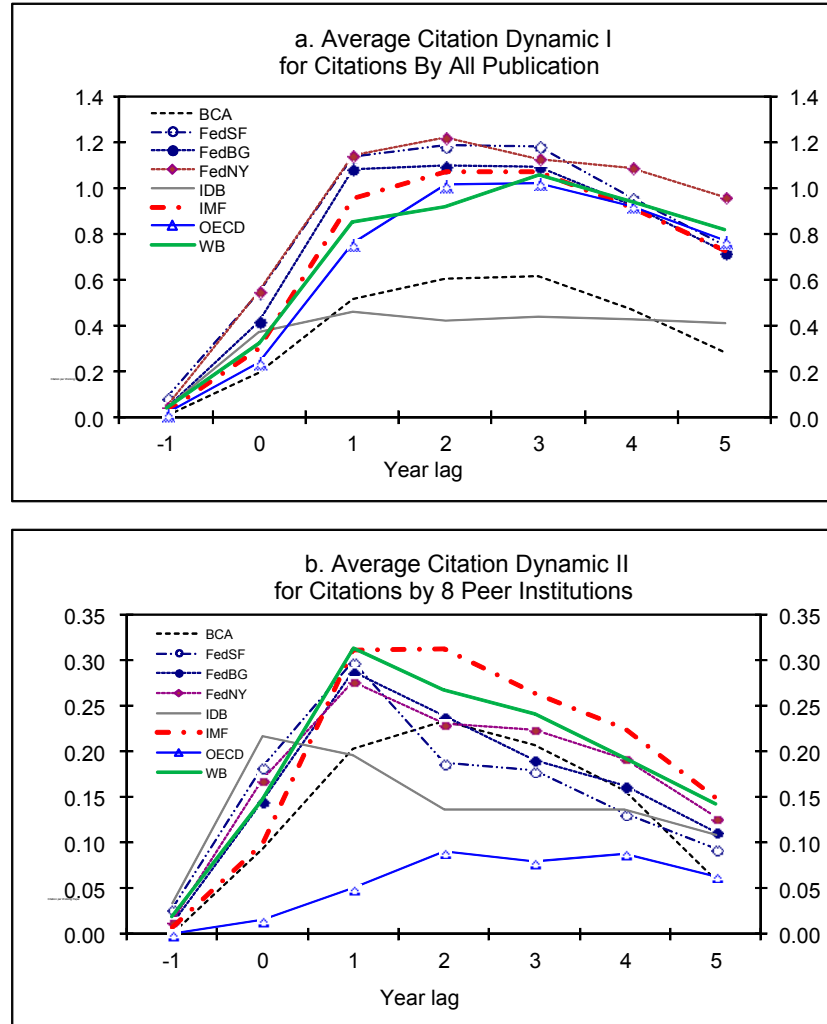 a. Average Citation Dynamic I
for Citations By All Publication
1.4
1.2
1.0
0.8
0.6
0.4
0.2
0.0
BCA
FedSF
FedBG
FedNY
IDB
IMF
OECD
WB
1.4
1.2
1.0
0.8
0.6
0.4
0.2
0.0
-1 0 1 2 3 4 5
Year lag
b. Average Citation Dynamic II
for Citations by 8 Peer Institutions
0.35
0.30
0.25
0.20
0.15
0.10
0.05
0.00
BCA
FedSF
FedBG
FedNY
IDB
IMF
OECD
WB
0.35
0.30
0.25
0.20
0.15
0.10
0.05
0.00
-1 0 1 2 3 4 5
Year lag